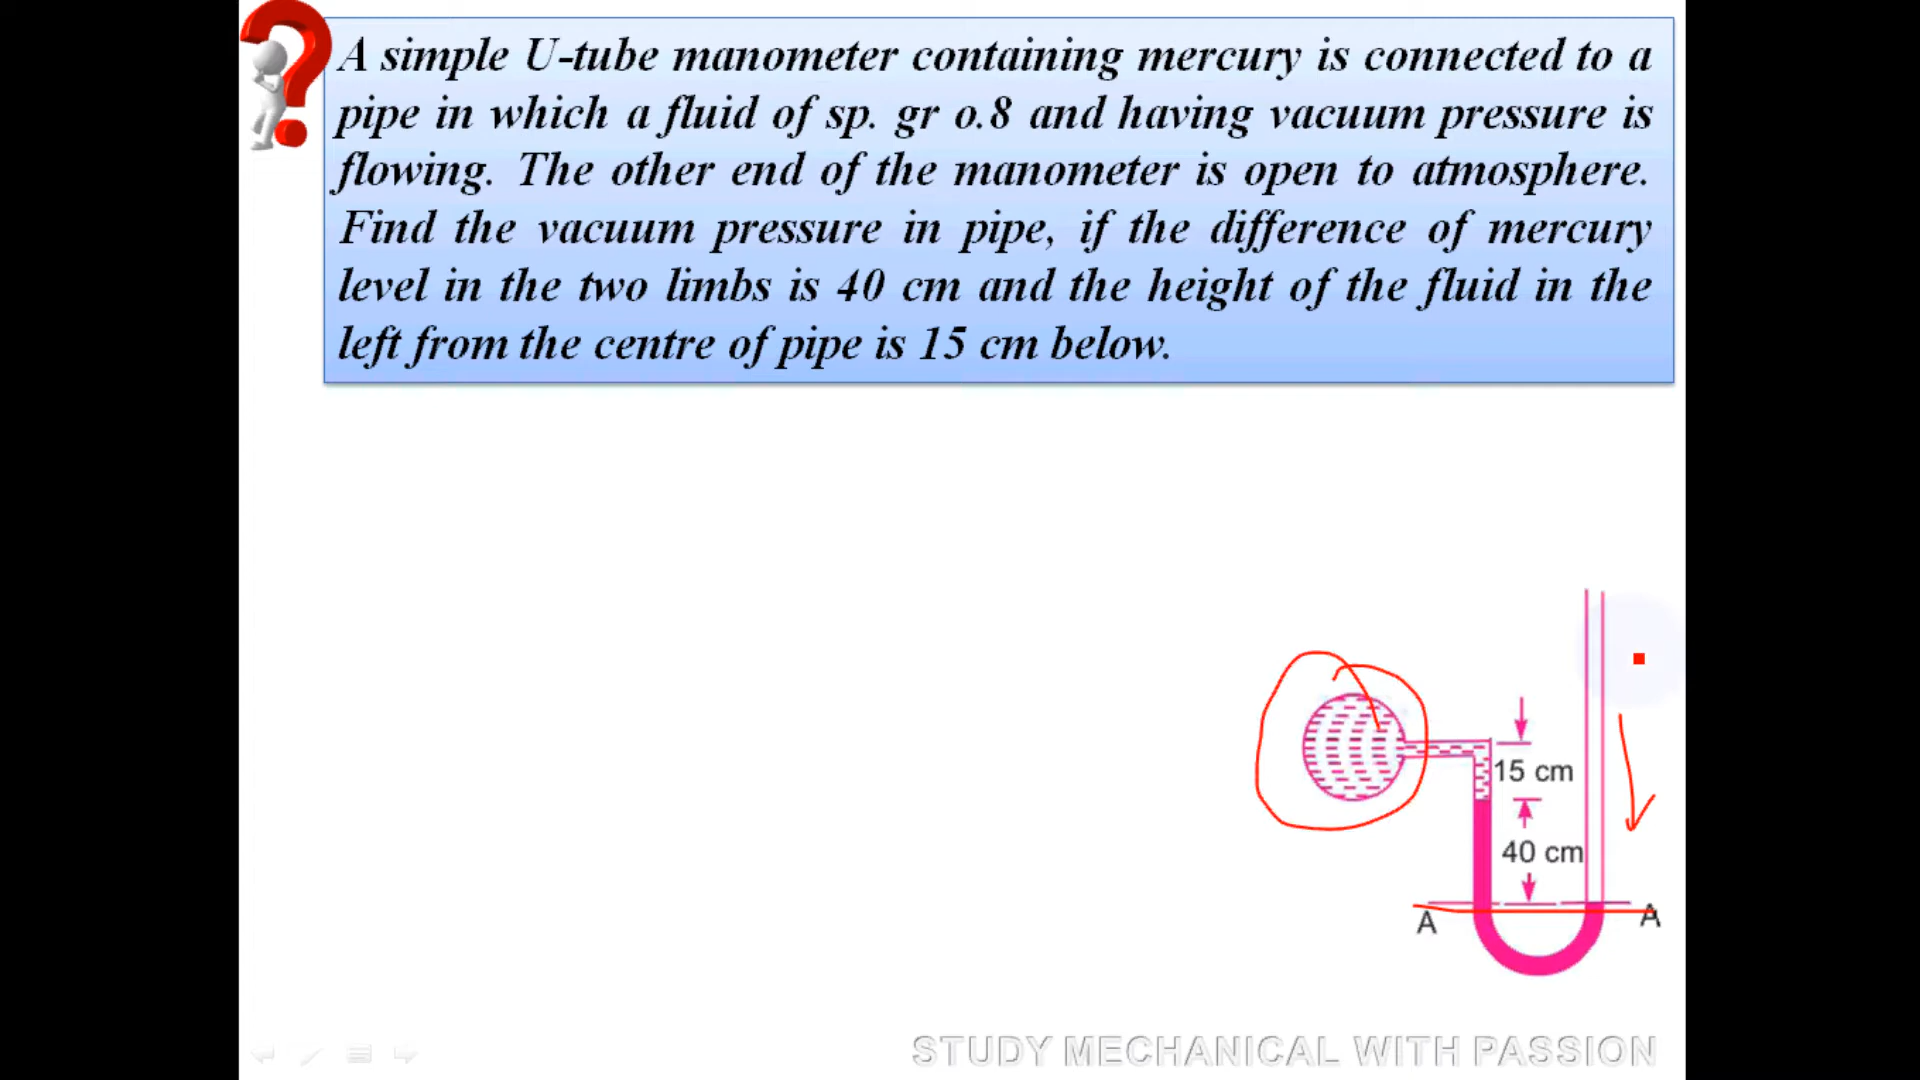 A simple U-tube manometer containing mercury is connected to a
pipe in which a fluid of sp. gr o.8 and having vacuum pressure is
flowing. The other end of the manometer is open to atmosphere.
Find the vacuum pressure in pipe, if the difference of mercury
level in the two limbs is 40 cm and the height of the fluid in the
left from the centre of pipe is 15 cm below.
15 cm
40 cm
A
A
STUDY MECHANICAL WITH PASSION